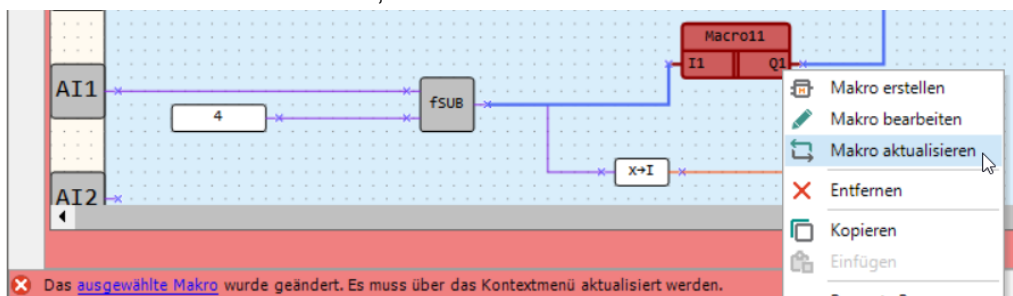 Macro11
I1 Q1
AI1
fSUB
4
Makro erstellen
Makro bearbeiten
Makro aktualisieren
x→I
Entfernen
AI2
Kopieren
Einfügen
Das ausgewählte Makro wurde geändert. Es muss über das Kontextmenü aktualisiert werden.